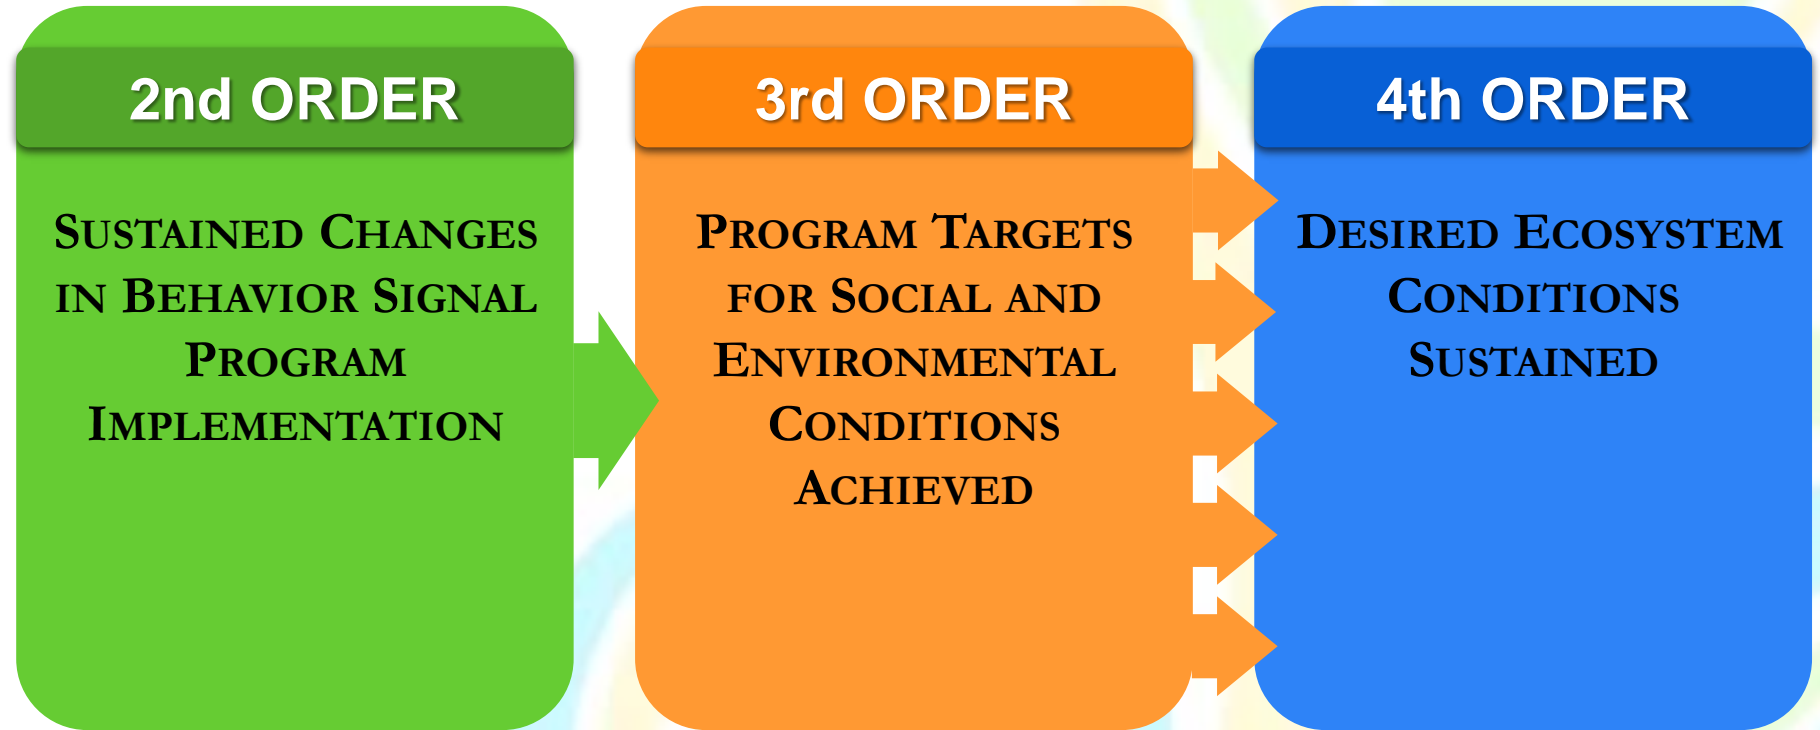 2nd ORDER
Sustained Changes
in Behavior Signal
Program
Implementation
3rd ORDER
Program Targets
for Social and
Environmental
Conditions
Achieved
4th ORDER
Desired Ecosystem
Conditions
Sustained